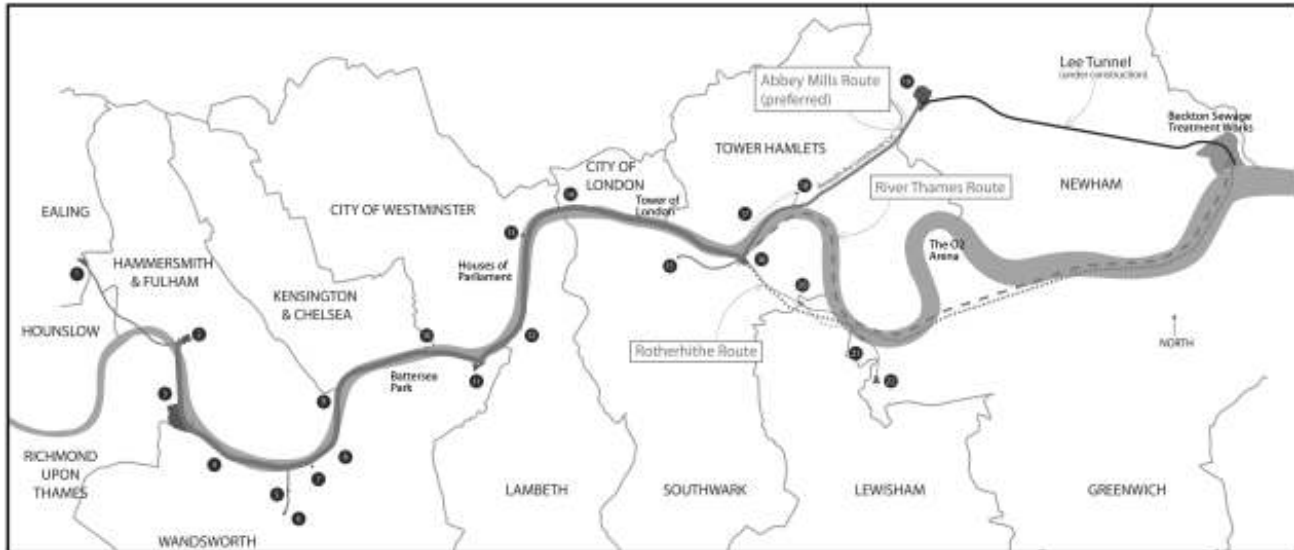 Lee Tunnel
(under construction)
Abbey Mills Route
(preferred)
Beckton Sewage
Treatment Works
TOWER HAMLETS
CITY OF
LONDON
River Thames Route
NEWHAM
Tower of
London
EALING
CITY OF WESTMINSTER
The O2
Arena
HAMMERSMITH
& FULHAM
Houses of
Parliament
KENSINGTON
& CHELSEA
HOUNSLOW
Rotherhithe Route
NORTH
Battersea
Park
RICHMOND
UPON
THAMES
LAMBETH
SOUTHWARK
LEWISHAM
GREENWICH
WANDSWORTH